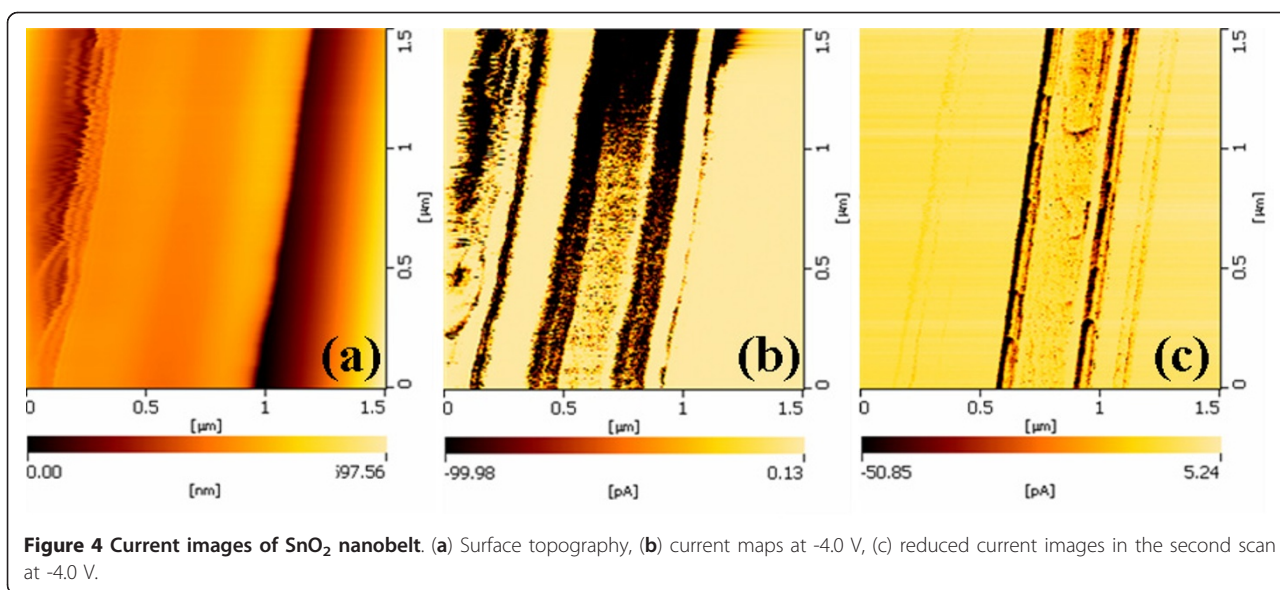 (a)
1.5
1
[µm]
0.5
0
0
0.5
1
1.5
[µm]
0.00
97.56
[nm]
(b)
1.5
1
[µm]
0.5
0
0
0.5
1
1.5
[µm]
-99.98
0.13
[pA]
(c)
1.5
1
[µm]
0.5
0
0
0.5
1
1.5
[µm]
-50.85
5.24
[pA]
Figure 4 Current images of SnO₂ nanobelt. (a) Surface topography, (b) current maps at -4.0 V, (c) reduced current images in the second scan
at -4.0 V.